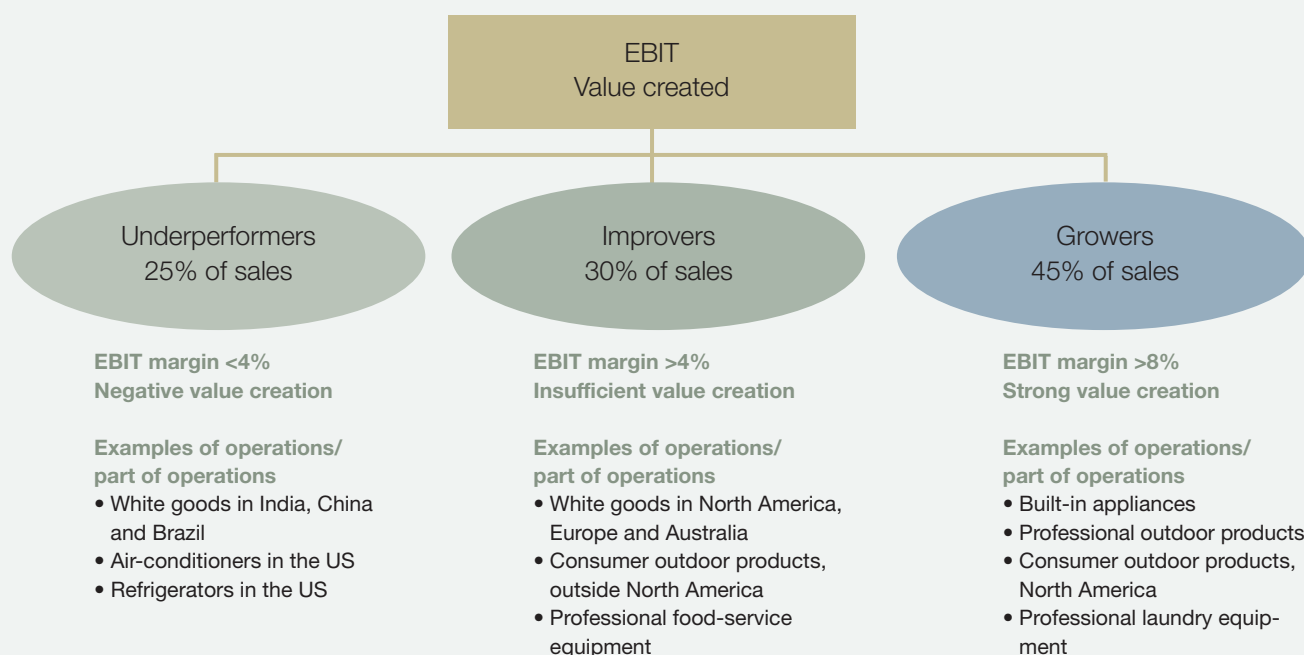 EBIT
Value created
Underperformers
25% of sales
Improvers
30% of sales
Growers
45% of sales
EBIT margin <4%
Negative value creation
Examples of operations/
part of operations
• White goods in India, China
and Brazil
• Air-conditioners in the US
• Refrigerators in the US
EBIT margin >4%
Insufficient value creation
Examples of operations/
part of operations
• White goods in North America,
Europe and Australia
• Consumer outdoor products,
outside North America
• Professional food-service
equipment
EBIT margin >8%
Strong value creation
Examples of operations/
part of operations
• Built-in appliances
• Professional outdoor products
• Consumer outdoor products,
North America
• Professional laundry equip-
ment